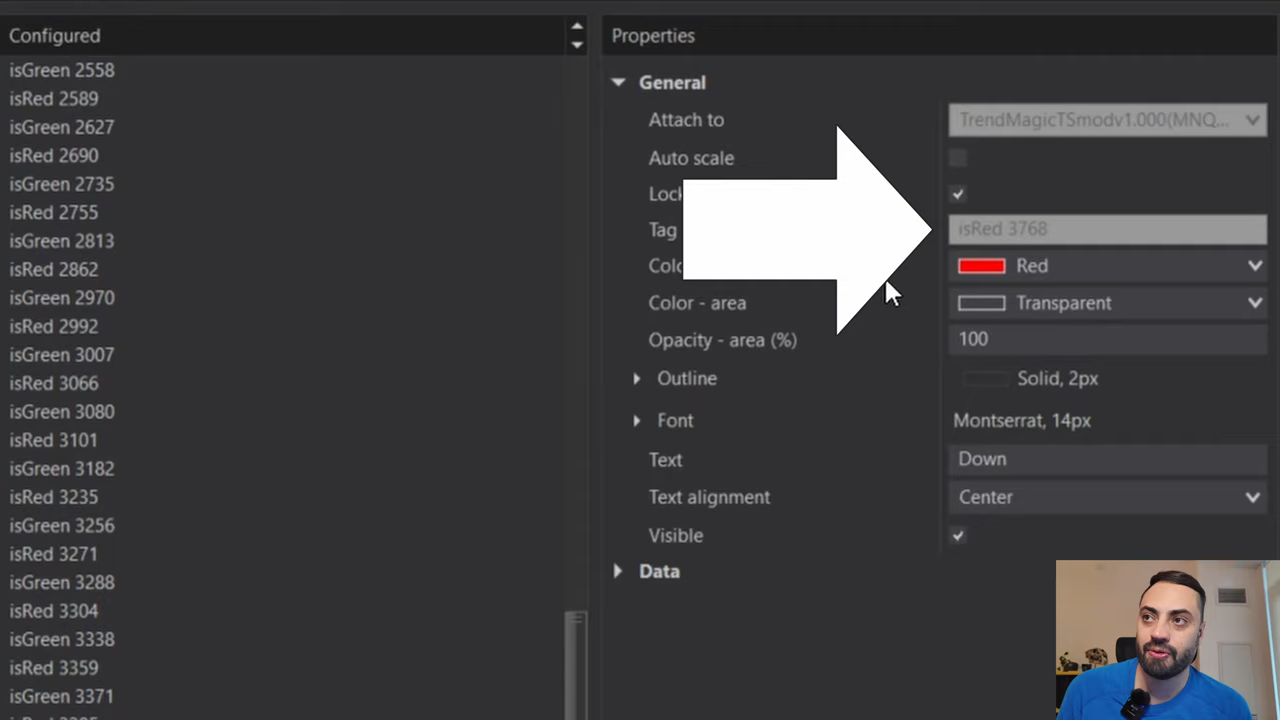 Configured
isGreen 2558
isRed 2589
isGreen 2627
isRed 2690
isGreen 2735
isRed 2755
isGreen 2813
isRed 2862
isGreen 2970
isRed 2992
isGreen 3007
isRed 3066
isGreen 3080
isRed 3101
isGreen 3182
isRed 3235
isGreen 3256
isRed 3271
isGreen 3288
isRed 3304
isGreen 3338
isRed 3359
isGreen 3371
Properties
General
Attach to TrendMagicTSmodv1.000(MNQ...
Auto scale
Tag isRed 3768
Red
Color - area Transparent
Opacity - area (%) 100
Outline Solid, 2px
Font Montserrat, 14px
Text Down
Text alignment Center
Visible
Data